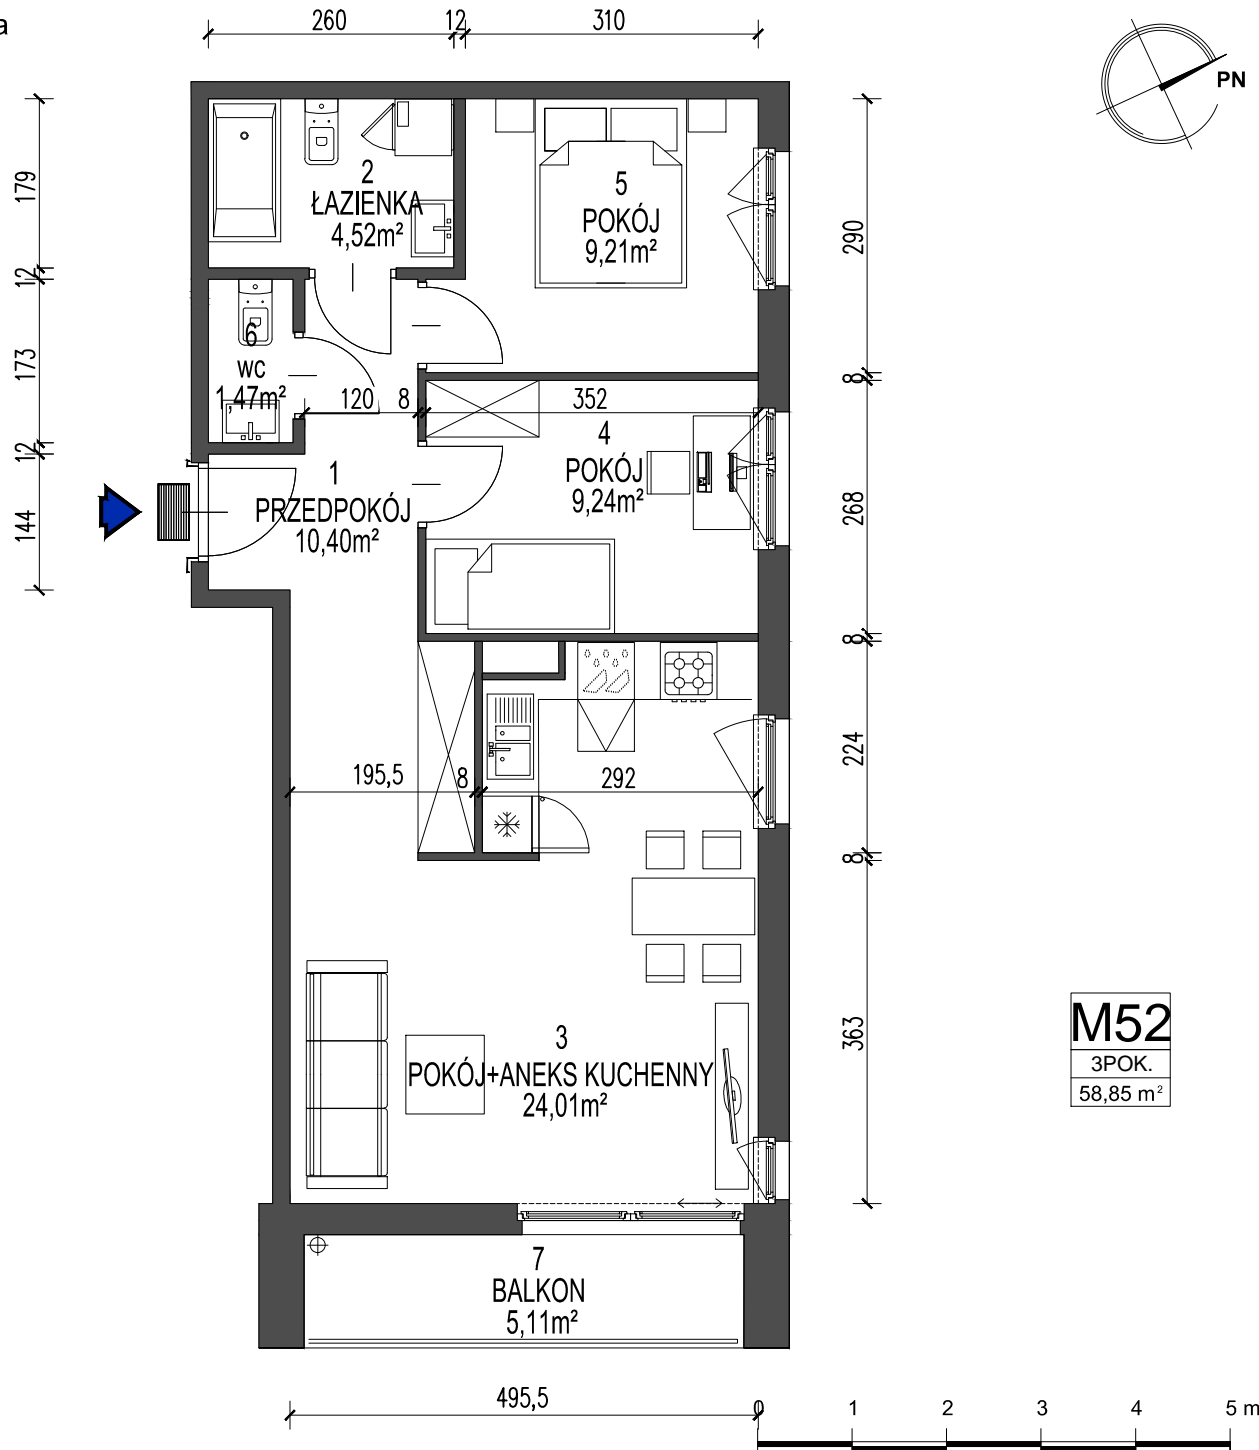 a
260
12
310
PN
179
12
173
12
144
2
ŁAZIENKA
4,52m²
5
POKÓJ
9,21m²
290
8
268
8
224
8
363
6
WC
1,47m²
120
8
352
4
POKÓJ
9,24m²
1
PRZEDPOKÓJ
10,40m²
195,5
8
292
3
POKÓJ+ANEKS KUCHENNY
24,01m²
M52
3POK.
58,85 m²
7
BALKON
5,11m²
495,5
0 1 2 3 4 5 m